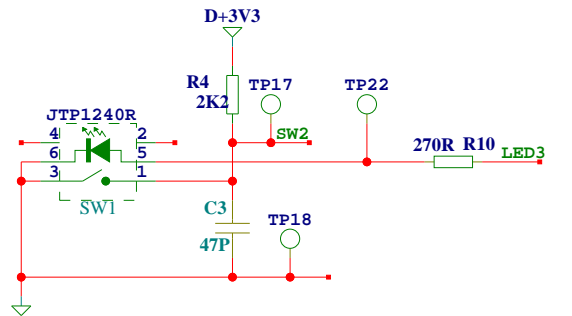 D+3V3
R4
2K2
TP17
TP22
SW2
JTP1240R
4
2
6
5
3
1
SW1
270R R10
LED3
C3
47P
TP18